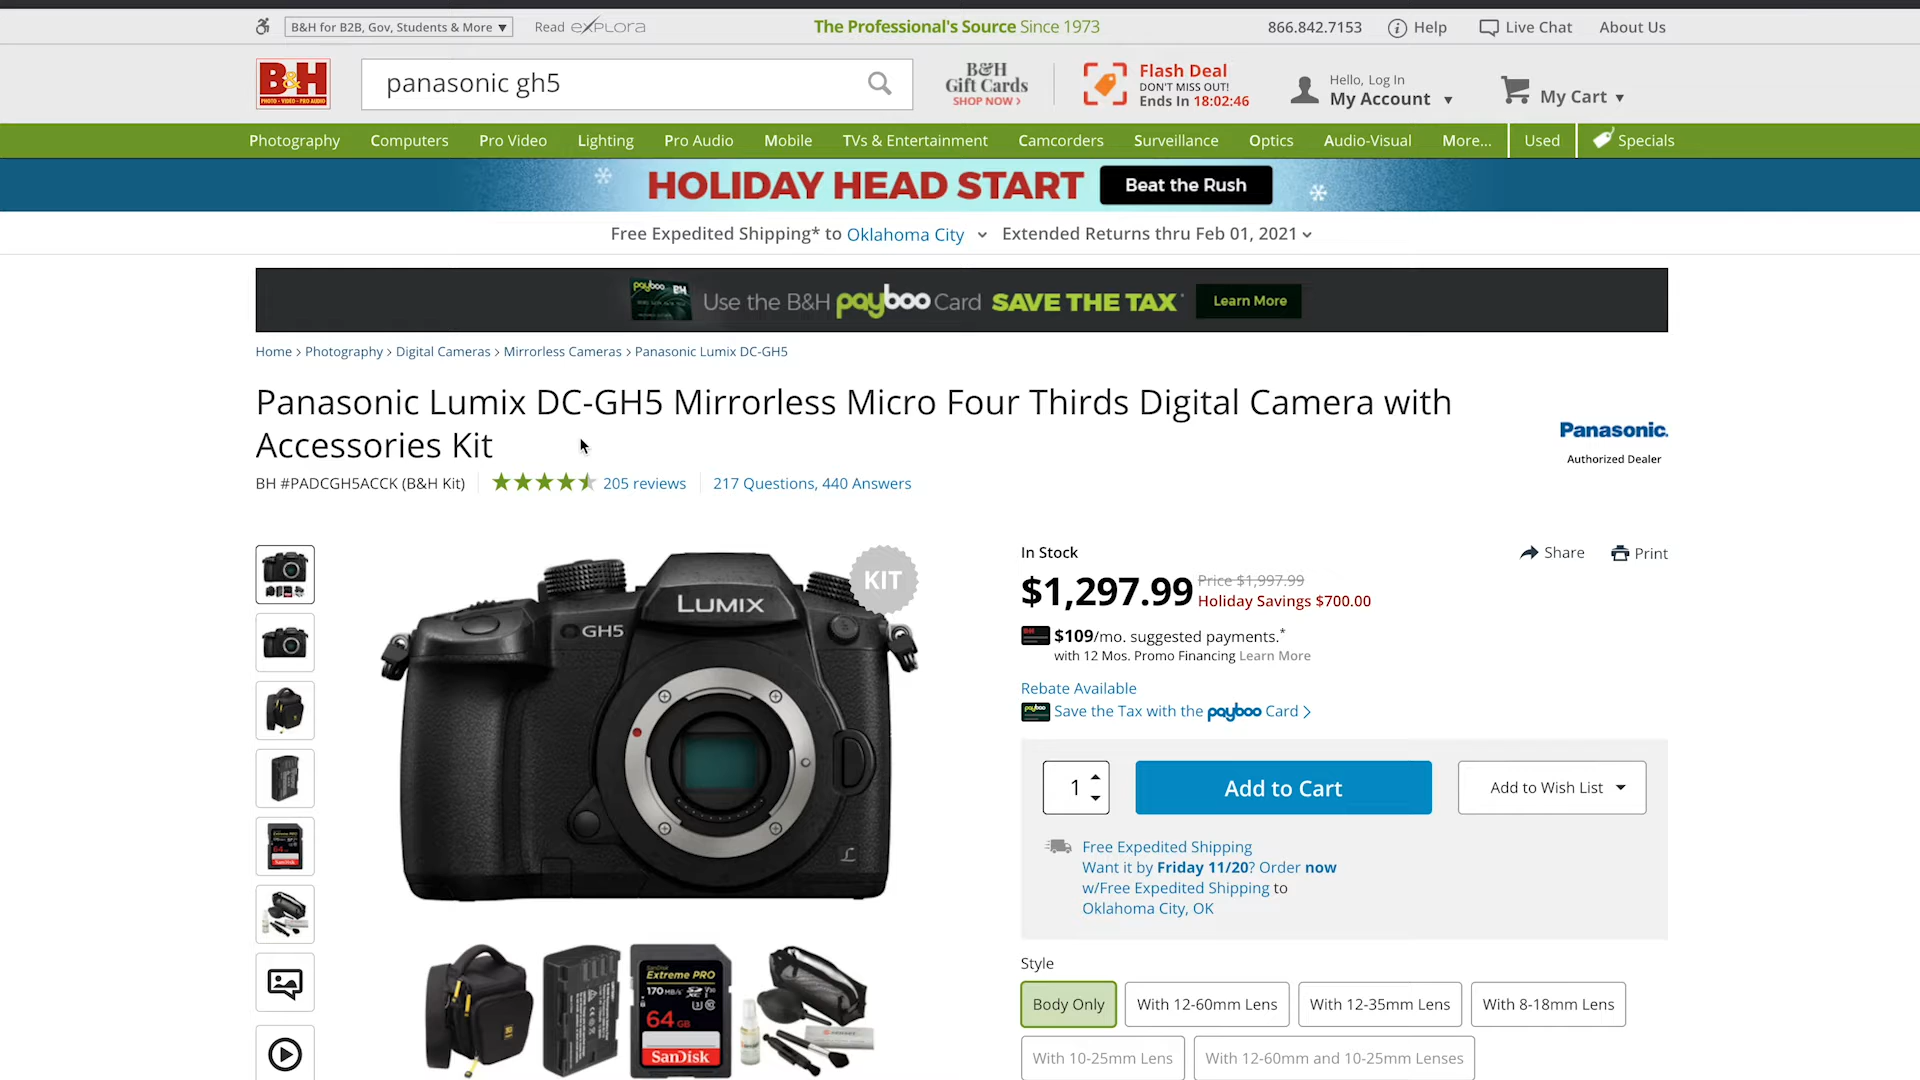 B&H for B2B, Gov, Students & More ▼
Read eXPLORA
The Professional's Source Since 1973
866.842.7153
Help
Live Chat
About Us
B&H
PHOTO • VIDEO • PRO AUDIO
panasonic gh5
B&H
Gift Cards
SHOP NOW ›
Flash Deal
DON'T MISS OUT!
Ends In 18:02:46
Hello, Log In
My Account ▼
My Cart ▼
Photography
Computers
Pro Video
Lighting
Pro Audio
Mobile
TVs & Entertainment
Camcorders
Surveillance
Optics
Audio-Visual
More...
Used
Specials
HOLIDAY HEAD START
Beat the Rush
Free Expedited Shipping* to Oklahoma City
Extended Returns thru Feb 01, 2021
payboo BH
Use the B&H payboo Card SAVE THE TAX*
Learn More
Home › Photography › Digital Cameras › Mirrorless Cameras › Panasonic Lumix DC-GH5
Panasonic Lumix DC-GH5 Mirrorless Micro Four Thirds Digital Camera with
Accessories Kit
Panasonic
Authorized Dealer
BH #PADCGH5ACCK (B&H Kit)
205 reviews
217 Questions, 440 Answers
KIT
LUMIX
GH5
L
Extreme PRO
170 MB/s
64 GB
SanDisk
In Stock
Share
Print
$1,297.99
Price $1,997.99
Holiday Savings $700.00
$109/mo. suggested payments.*
with 12 Mos. Promo Financing Learn More
Rebate Available
Save the Tax with the payboo Card >
1
Add to Cart
Add to Wish List
Free Expedited Shipping
Want it by Friday 11/20? Order now
w/Free Expedited Shipping to
Oklahoma City, OK
Style
Body Only
With 12-60mm Lens
With 12-35mm Lens
With 8-18mm Lens
With 10-25mm Lens
With 12-60mm and 10-25mm Lenses